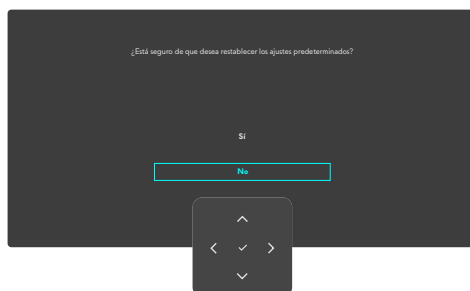 ¿Está seguro de que desea restablecer los ajustes predeterminados?
Sí
No